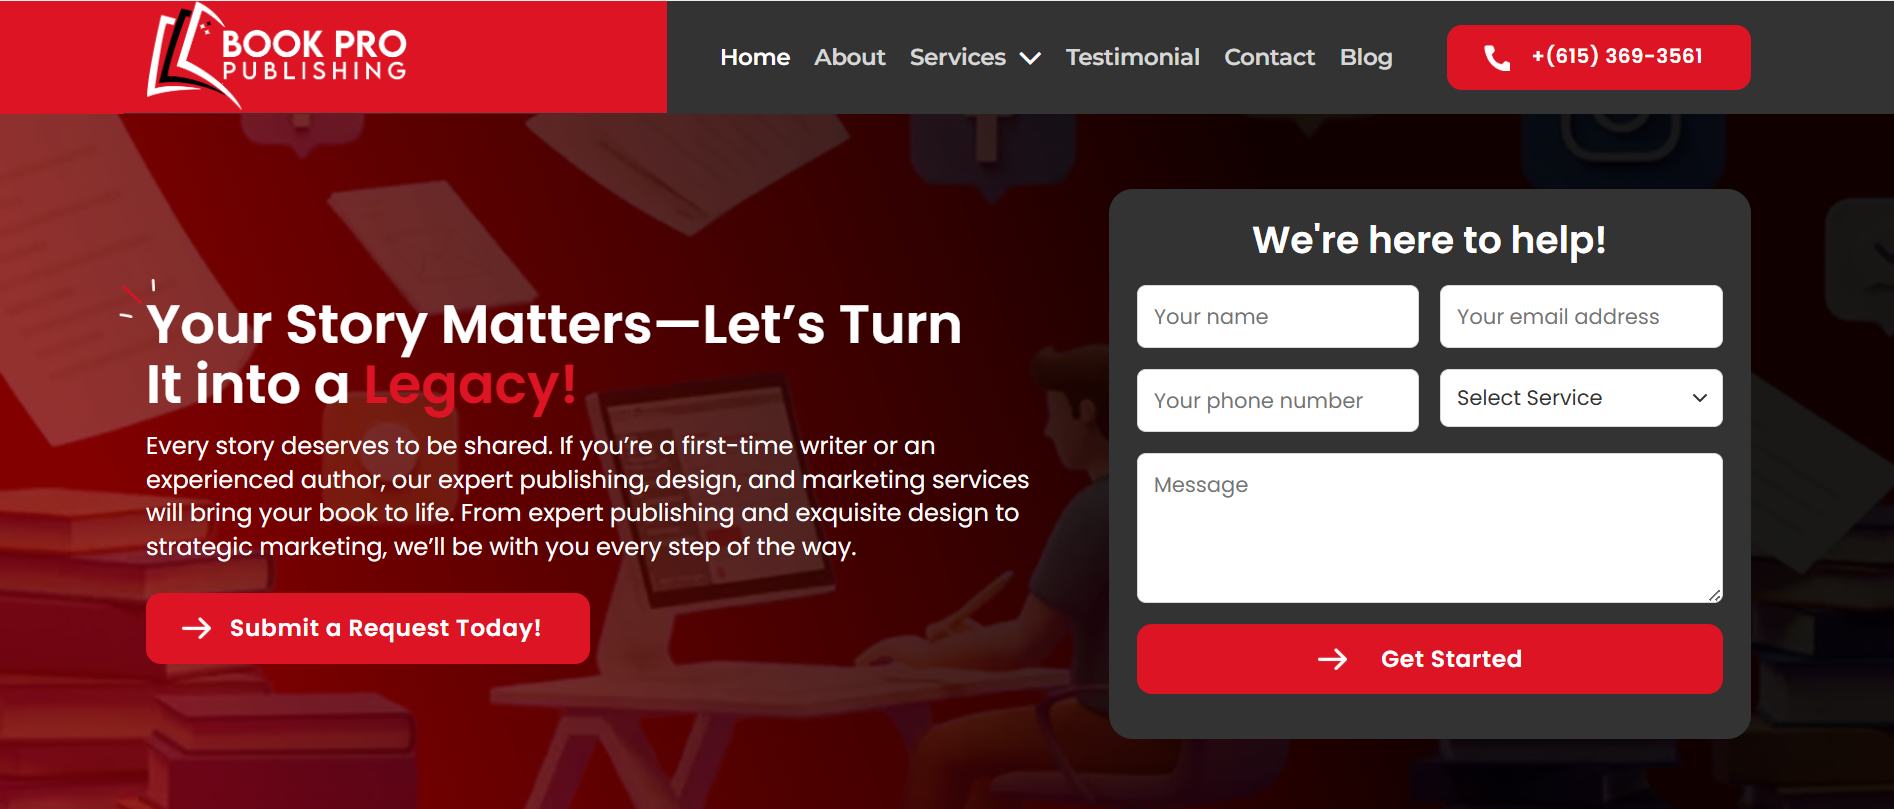 BOOK PRO
PUBLISHING
Home About Services Testimonial Contact Blog
+(615) 369-3561
Your Story Matters—Let’s Turn
It into a Legacy!
Every story deserves to be shared. If you’re a first-time writer or an
experienced author, our expert publishing, design, and marketing services
will bring your book to life. From expert publishing and exquisite design to
strategic marketing, we’ll be with you every step of the way.
Submit a Request Today!
We're here to help!
Your name
Your email address
Your phone number
Select Service
Message
Get Started